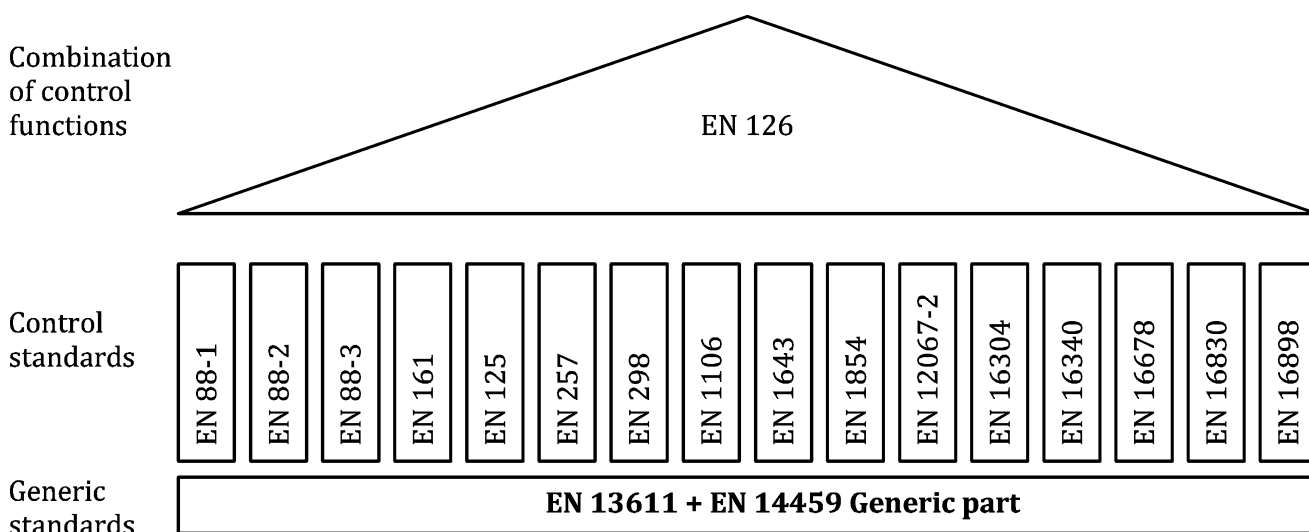 Combination
of control
functions
EN 126
Control
standards
EN 88-1
EN 88-2
EN 88-3
EN 161
EN 125
EN 257
EN 298
EN 1106
EN 1643
EN 1854
EN 12067-2
EN 16304
EN 16340
EN 16678
EN 16830
EN 16898
Generic
standards
EN 13611 + EN 14459 Generic part